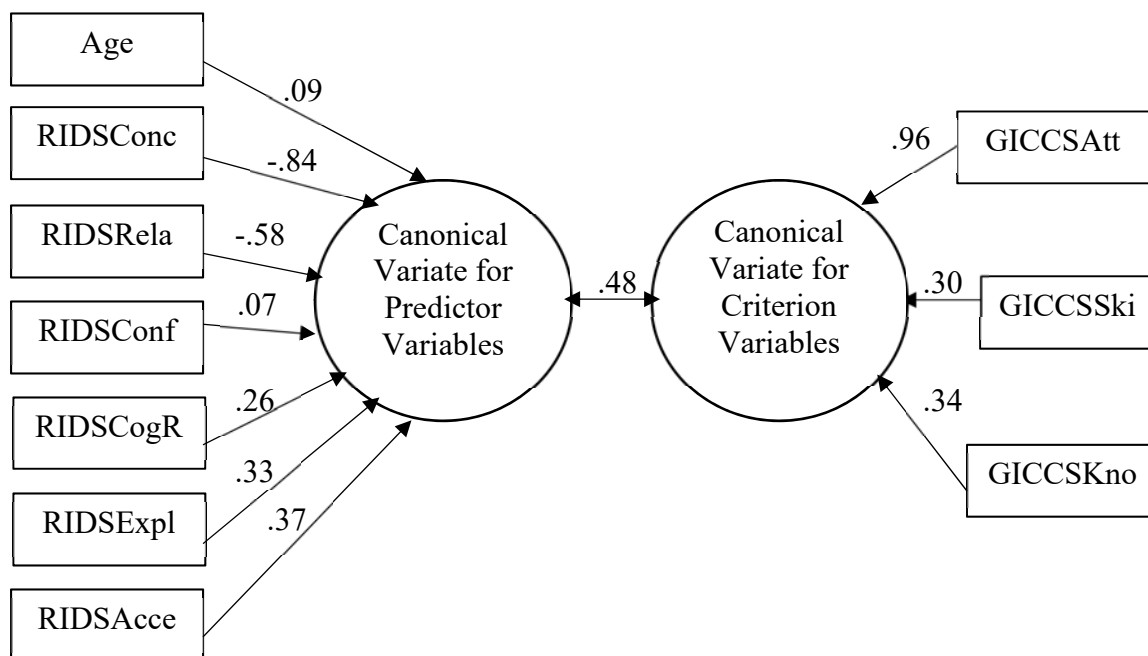 Age
.09
RIDSConc
-.84
RIDSRela
-.58
RIDSConf
.07
RIDSCogR
.26
RIDSExpl
.33
RIDSAcce
.37
Canonical
Variate for
Predictor
Variables
.48
Canonical
Variate for
Criterion
Variables
.96
GICCSAtt
.30
GICCSSki
.34
GICCSKno